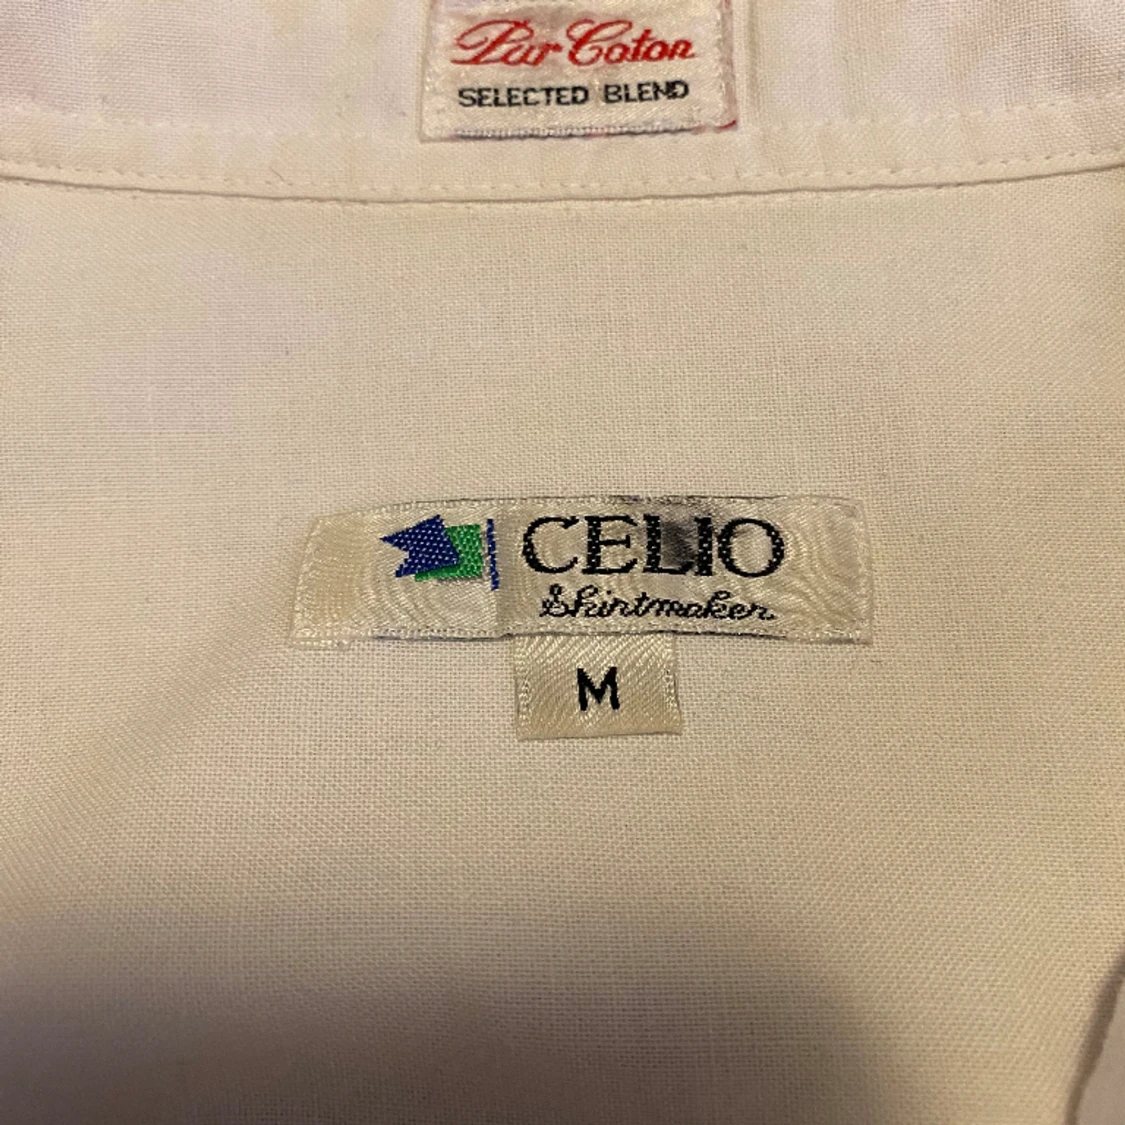 Pur Coton
SELECTED BLEND
CELIO
Shirtmaker
M